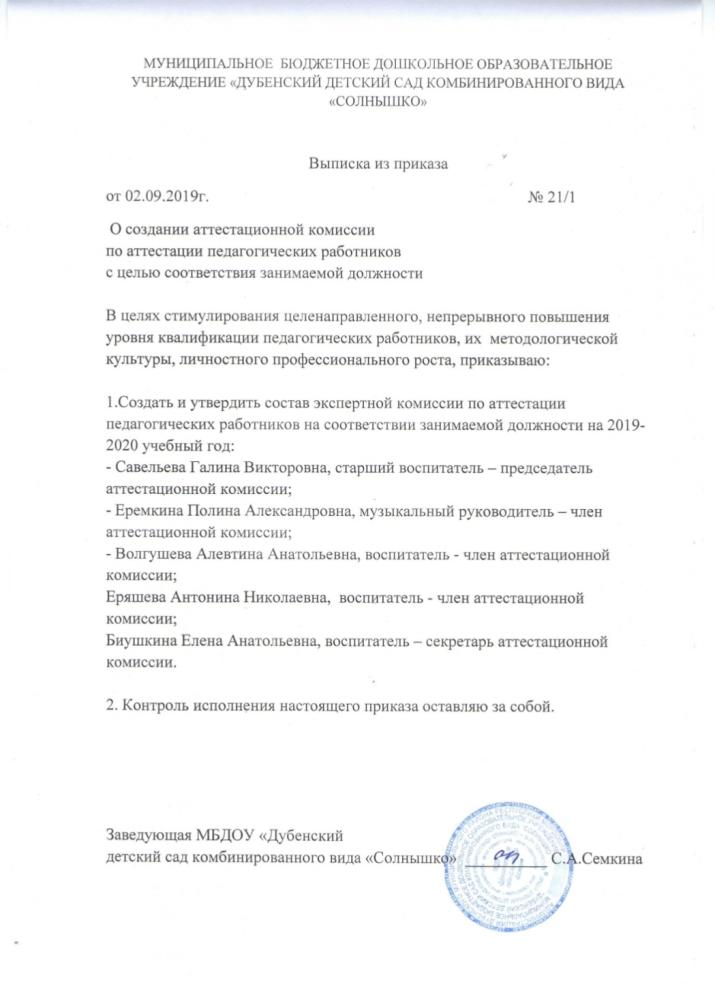 МУНИЦИПАЛЬНОЕ БЮДЖЕТНОЕ ДОШКОЛЬНОЕ ОБРАЗОВАТЕЛЬНОЕ
УЧРЕЖДЕНИЕ «ДУБЕНСКИЙ ДЕТСКИЙ САД КОМБИНИРОВАННОГО ВИДА
«СОЛНЫШКО»
Выписка из приказа
от 02.09.2019г. № 21/1
О создании аттестационной комиссии
по аттестации педагогических работников
с целью соответствия занимаемой должности
В целях стимулирования целенаправленного, непрерывного повышения
уровня квалификации педагогических работников, их методологической
культуры, личностного профессионального роста, приказываю:
1.Создать и утвердить состав экспертной комиссии по аттестации
педагогических работников на соответствии занимаемой должности на 2019-
2020 учебный год:
- Савельева Галина Викторовна, старший воспитатель – председатель
аттестационной комиссии;
- Еремкина Полина Александровна, музыкальный руководитель – член
аттестационной комиссии;
- Волгушева Алевтина Анатольевна, воспитатель - член аттестационной
комиссии;
Еряшева Антонина Николаевна, воспитатель - член аттестационной
комиссии;
Биушкина Елена Анатольевна, воспитатель – секретарь аттестационной
комиссии.
2. Контроль исполнения настоящего приказа оставляю за собой.
Заведующая МБДОУ «Дубенский
детский сад комбинированного вида «Солнышко» __________ С.А.Семкина